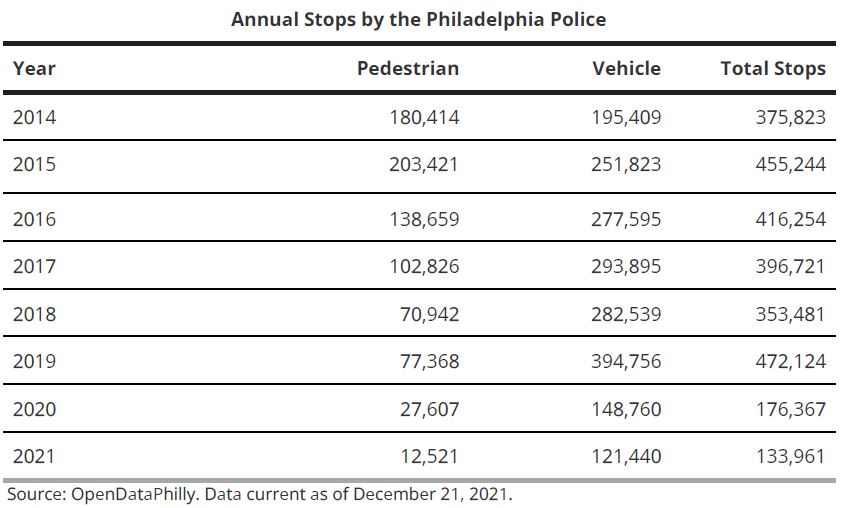 Annual Stops by the Philadelphia Police
Year Pedestrian Vehicle Total Stops
2014 180,414 195,409 375,823
2015 203,421 251,823 455,244
2016 138,659 277,595 416,254
2017 102,826 293,895 396,721
2018 70,942 282,539 353,481
2019 77,368 394,756 472,124
2020 27,607 148,760 176,367
2021 12,521 121,440 133,961
Source: OpenDataPhilly. Data current as of December 21, 2021.